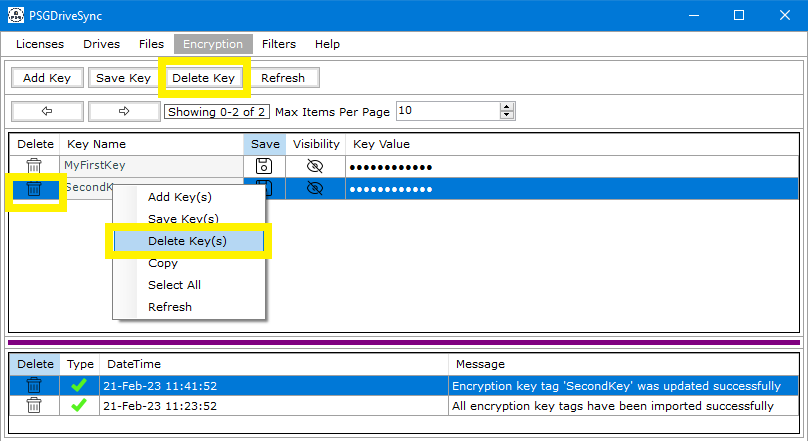 PSGDriveSync
Licenses Drives Files Encryption Filters Help
Add Key Save Key Delete Key Refresh
Showing 0-2 of 2 Max Items Per Page 10
Delete Key Name Save Visibility Key Value
MyFirstKey ●●●●●●●●●●●●
●●●●●●●●●●●●
Add Key(s)
Save Key(s)
Delete Key(s)
Copy
Select All
Refresh
Delete Type DateTime Message
21-Feb-23 11:41:52 Encryption key tag 'SecondKey' was updated successfully
21-Feb-23 11:23:52 All encryption key tags have been imported successfully